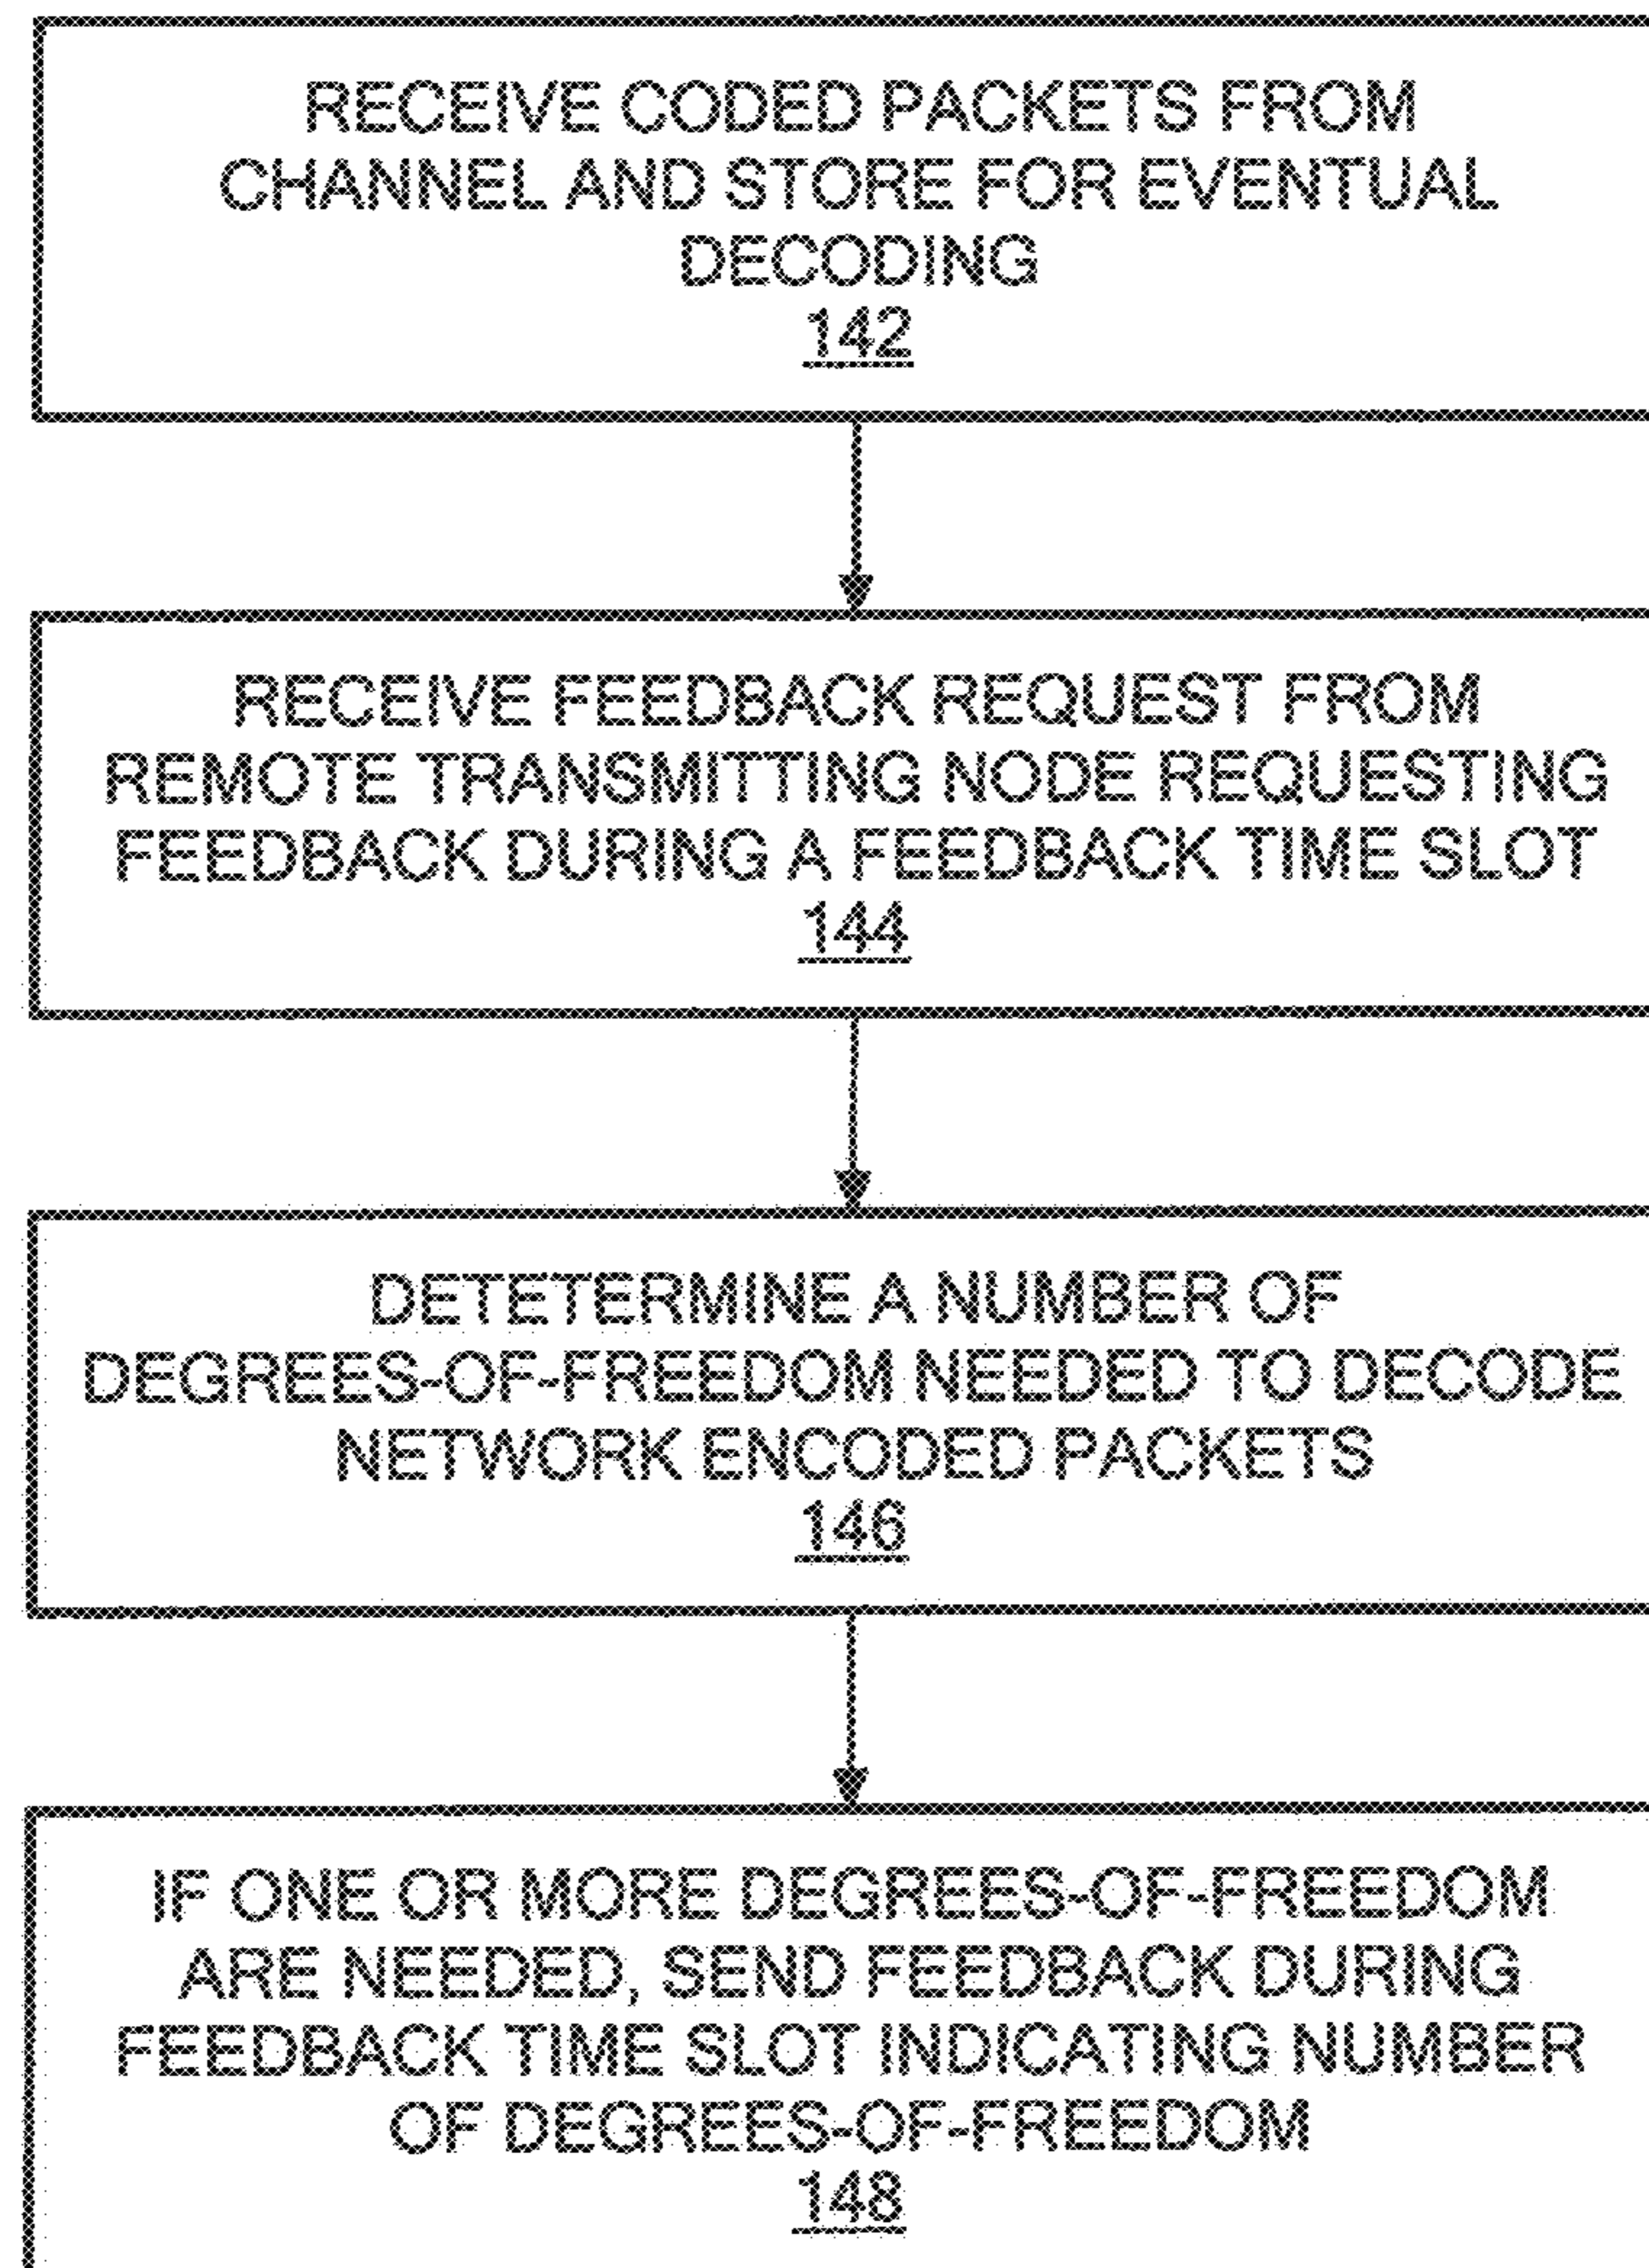 RECEIVE CODED PACKETS FROM
CHANNEL AND STORE FOR EVENTUAL
DECODING
142
RECEIVE FEEDBACK REQUEST FROM
REMOTE TRANSMITTING NODE REQUESTING
FEEDBACK DURING A FEEDBACK TIME SLOT
144
DETETERMINE A NUMBER OF
DEGREES-OF-FREEDOM NEEDED TO DECODE
NETWORK ENCODED PACKETS
146
IF ONE OR MORE DEGREES-OF-FREEDOM
ARE NEEDED, SEND FEEDBACK DURING
FEEDBACK TIME SLOT INDICATING NUMBER
OF DEGREES-OF-FREEDOM
148